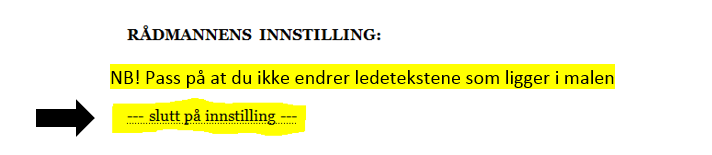 RÅDMANNENS INNSTILLING:
NB! Pass på at du ikke endrer ledetekstene som ligger i malen
--- slutt på innstilling ---